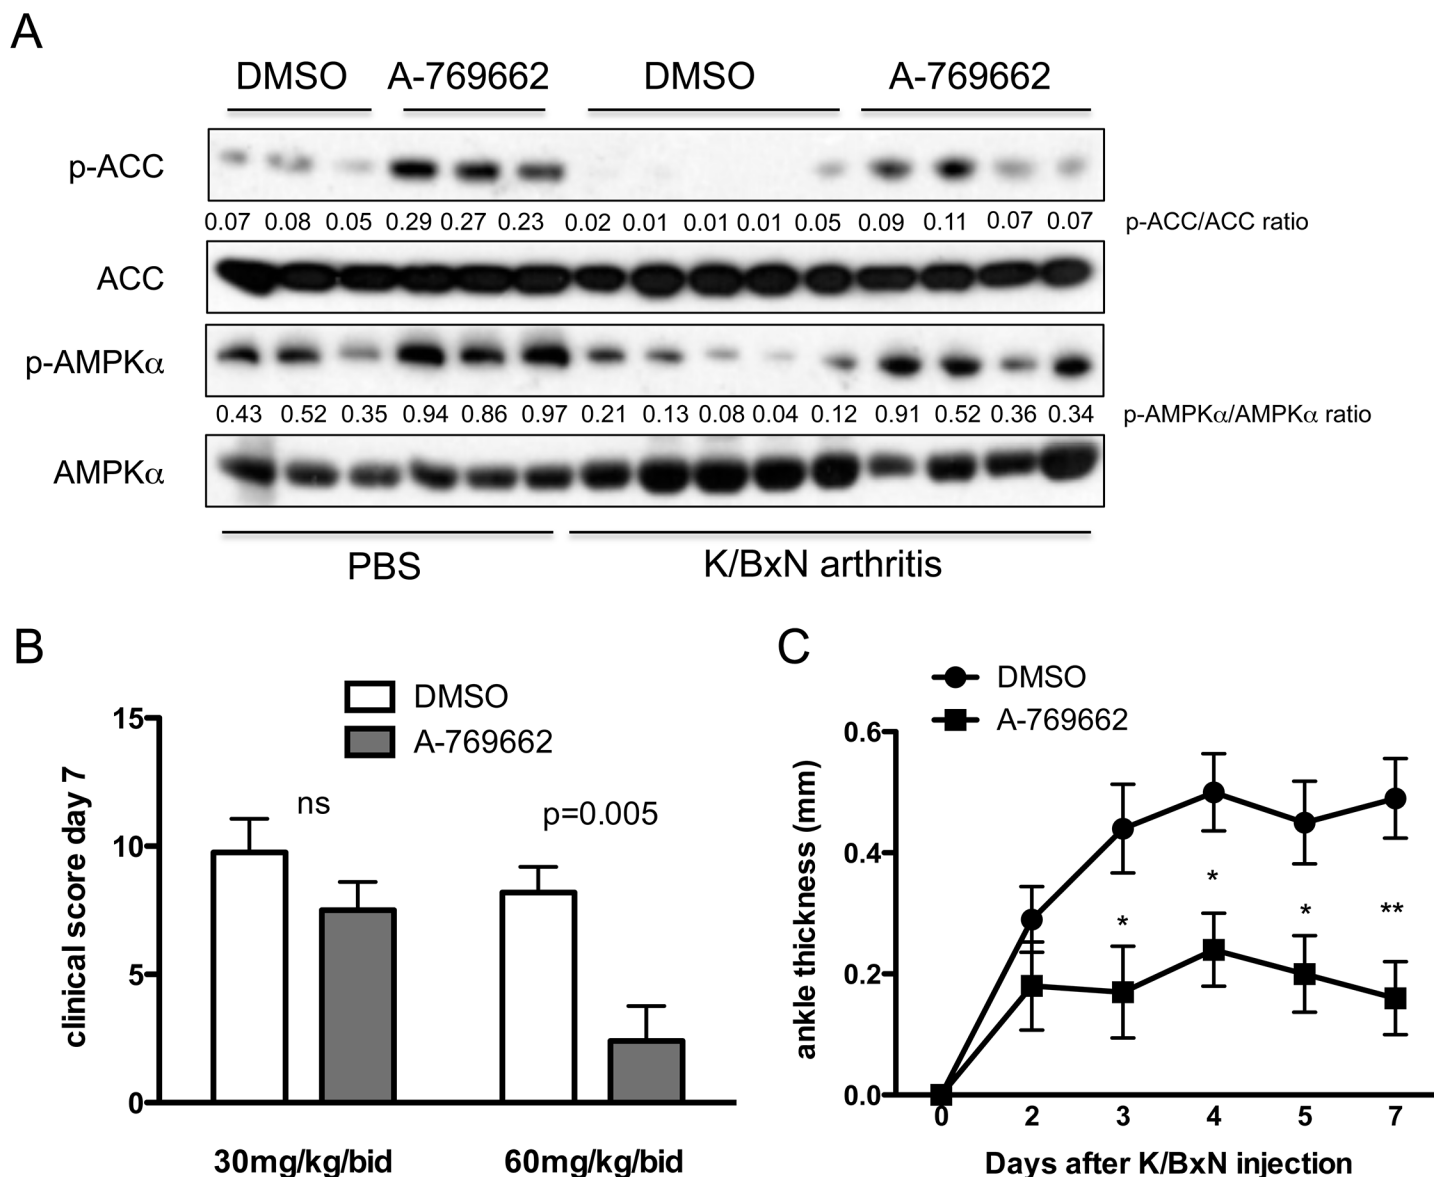 A
DMSO A-769662 DMSO A-769662
p-ACC
0.07 0.08 0.05 0.29 0.27 0.23 0.02 0.01 0.01 0.01 0.05 0.09 0.11 0.07 0.07 p-ACC/ACC ratio
ACC
p-AMPKα
0.43 0.52 0.35 0.94 0.86 0.97 0.21 0.13 0.08 0.04 0.12 0.91 0.52 0.36 0.34 p-AMPKα/AMPKα ratio
AMPKα
PBS K/BxN arthritis
B
DMSO
A-769662
15
10
5
0
clinical score day 7
ns
p=0.005
30mg/kg/bid 60mg/kg/bid
C
DMSO
A-769662
0.6
0.4
0.2
0.0
ankle thickness (mm)
* * * **
0 2 3 4 5 7
Days after K/BxN injection